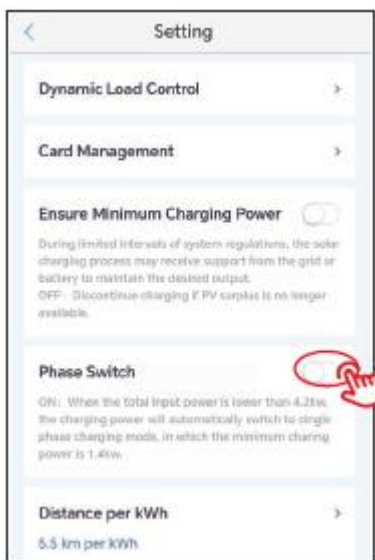 Setting
Dynamic Load Control
Card Management
Ensure Minimum Charging Power
During limited intervals of system regulations, the solar
charging process may receive support from the grid or
battery to maintain the desired output.
OFF: Discontinue charging if PV surplus is no longer
available.
Phase Switch
ON: When the total input power is lower than 4.2kw,
the charging power will automatically switch to single
phase charging mode, in which the minimum charing
power is 1.4kw.
Distance per kWh
5.5 km per kWh